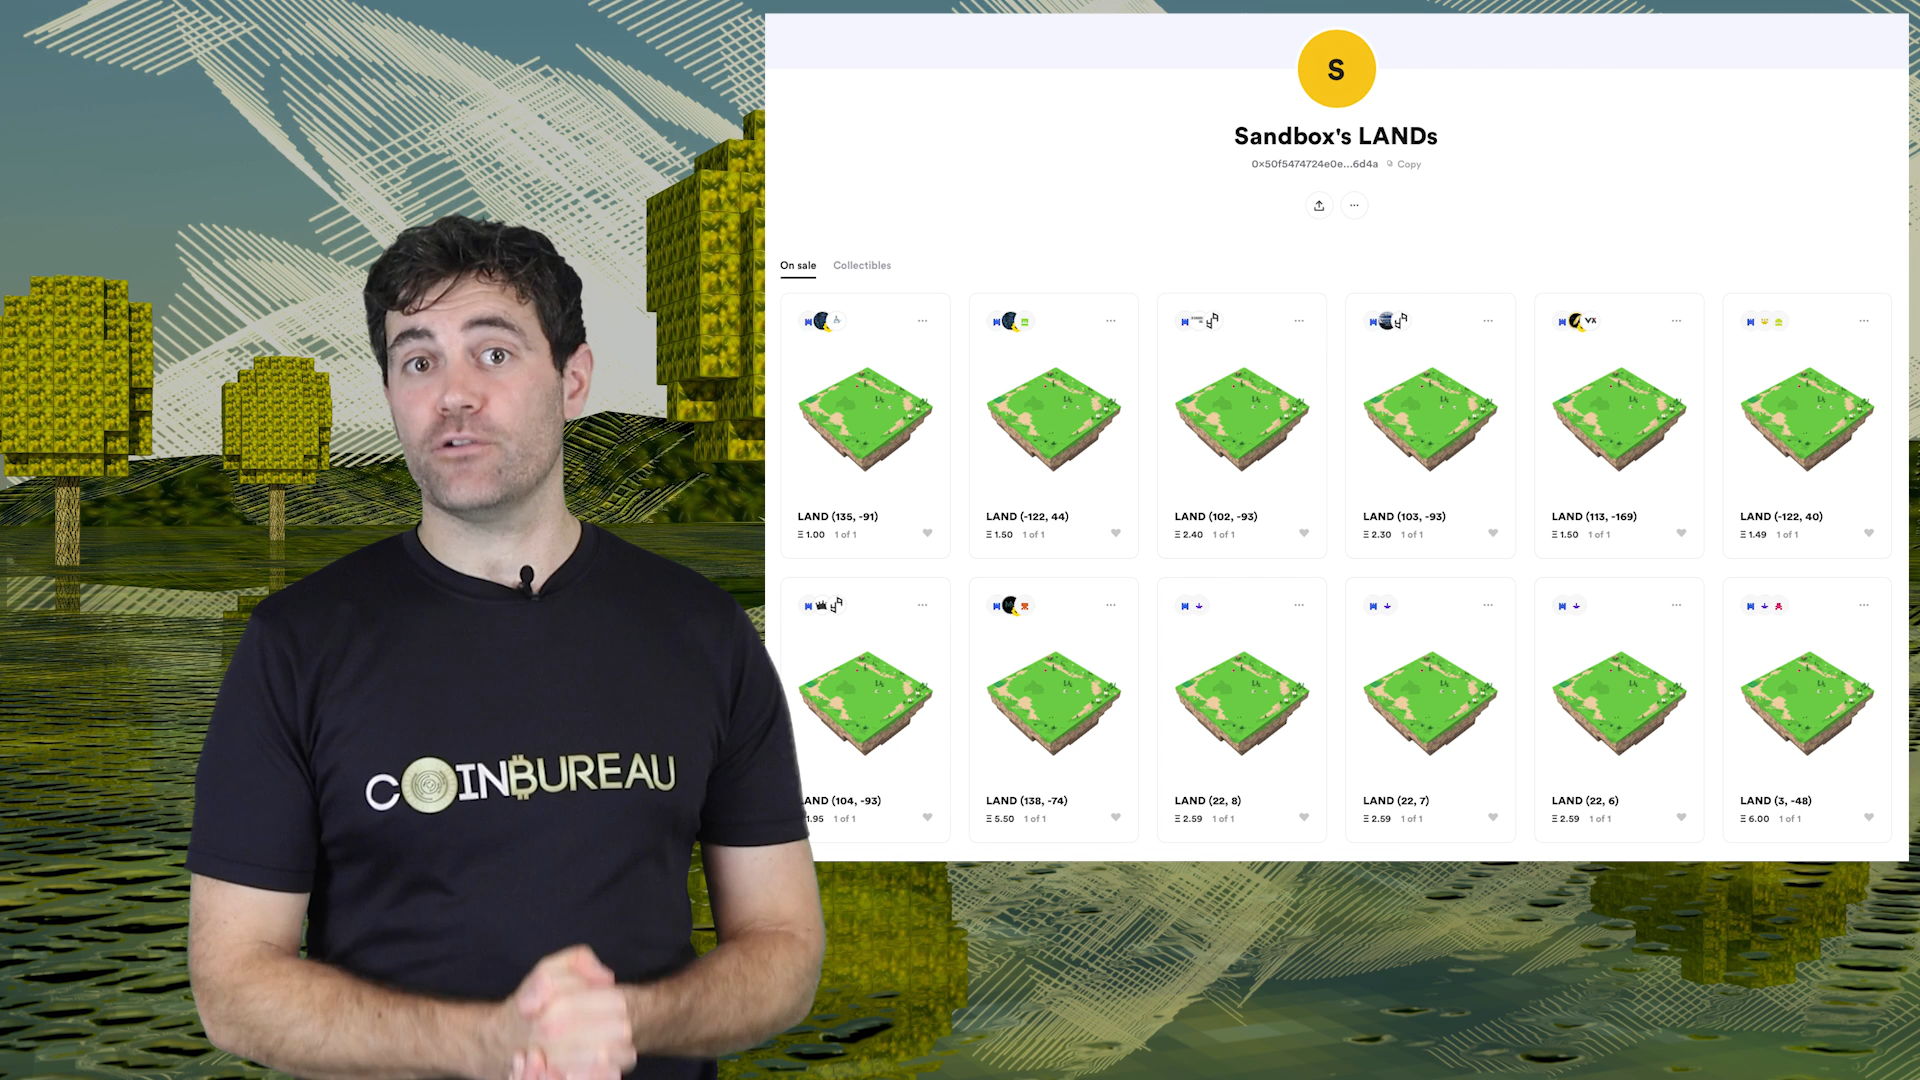 S
Sandbox's LANDs
0x50f5474724e0e...6d4a Copy
On sale Collectibles
LAND (135, -91)
Ξ 1.00 1 of 1
LAND (-122, 44)
Ξ 1.50 1 of 1
LAND (102, -93)
Ξ 2.40 1 of 1
LAND (103, -93)
Ξ 2.30 1 of 1
LAND (113, -169)
Ξ 1.50 1 of 1
LAND (-122, 40)
Ξ 1.49 1 of 1
AND (104, -93)
1.95 1 of 1
LAND (138, -74)
Ξ 5.50 1 of 1
LAND (22, 8)
Ξ 2.59 1 of 1
LAND (22, 7)
Ξ 2.59 1 of 1
LAND (22, 6)
Ξ 2.59 1 of 1
LAND (3, -48)
Ξ 6.00 1 of 1
COINBUREAU